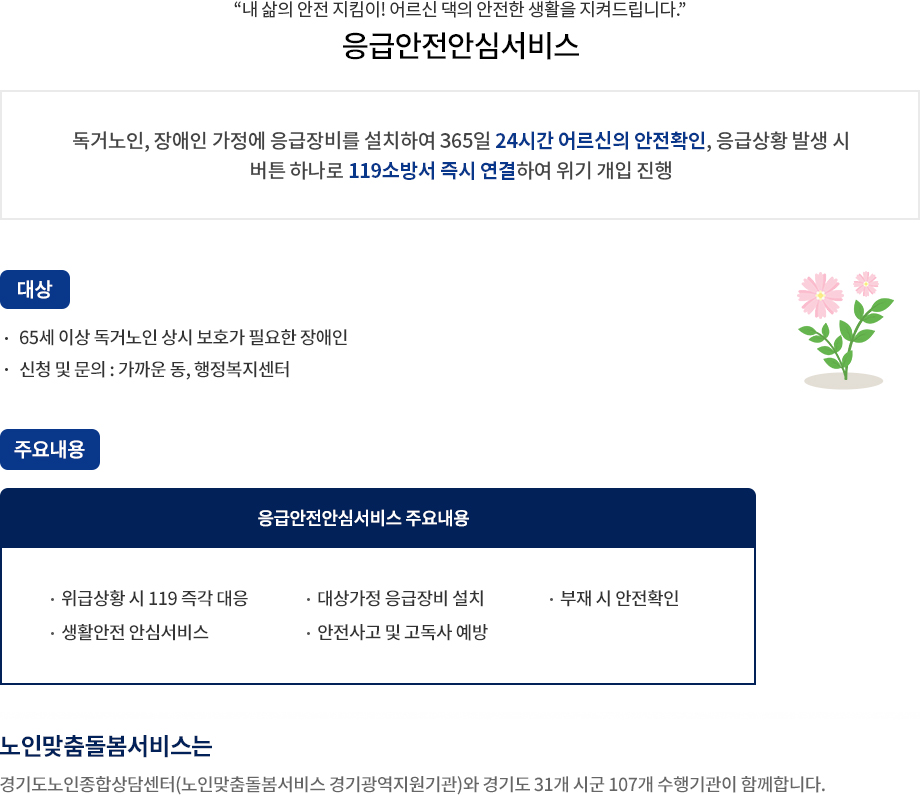 “내 삶의 안전 지킴이! 어르신 댁의 안전한 생활을 지켜드립니다.”
응급안전안심서비스
독거노인, 장애인 가정에 응급장비를 설치하여 365일 24시간 어르신의 안전확인, 응급상황 발생 시
버튼 하나로 119소방서 즉시 연결하여 위기 개입 진행
대상
· 65세 이상 독거노인 상시 보호가 필요한 장애인
· 신청 및 문의 : 가까운 동, 행정복지센터
주요내용
응급안전안심서비스 주요내용
· 위급상황 시 119 즉각 대응 · 대상가정 응급장비 설치 · 부재 시 안전확인
· 생활안전 안심서비스 · 안전사고 및 고독사 예방
노인맞춤돌봄서비스는
경기도노인종합상담센터(노인맞춤돌봄서비스 경기광역지원기관)와 경기도 31개 시군 107개 수행기관이 함께합니다.